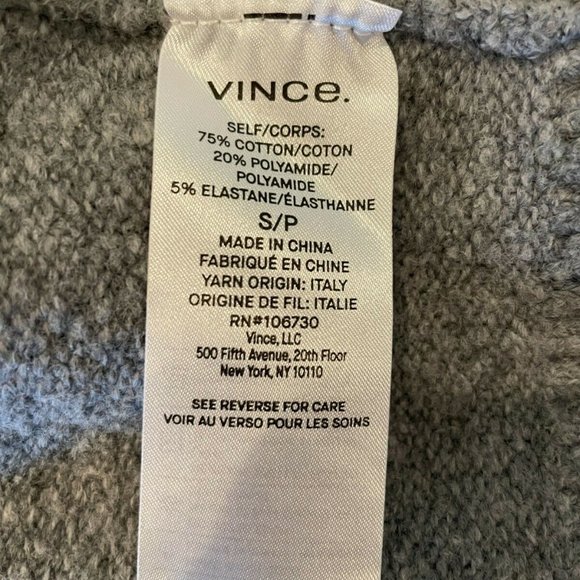 VINCe.
SELF/CORPS:
75% COTTON/COTON
20% POLYAMIDE/
POLYAMIDE
5% ELASTANE/ÉLASTHANNE
S/P
MADE IN CHINA
FABRIQUÉ EN CHINE
YARN ORIGIN: ITALY
ORIGINE DE FIL: ITALIE
RN#106730
Vince, LLC
500 Fifth Avenue, 20th Floor
New York, NY 10110
SEE REVERSE FOR CARE
VOIR AU VERSO POUR LES SOINS